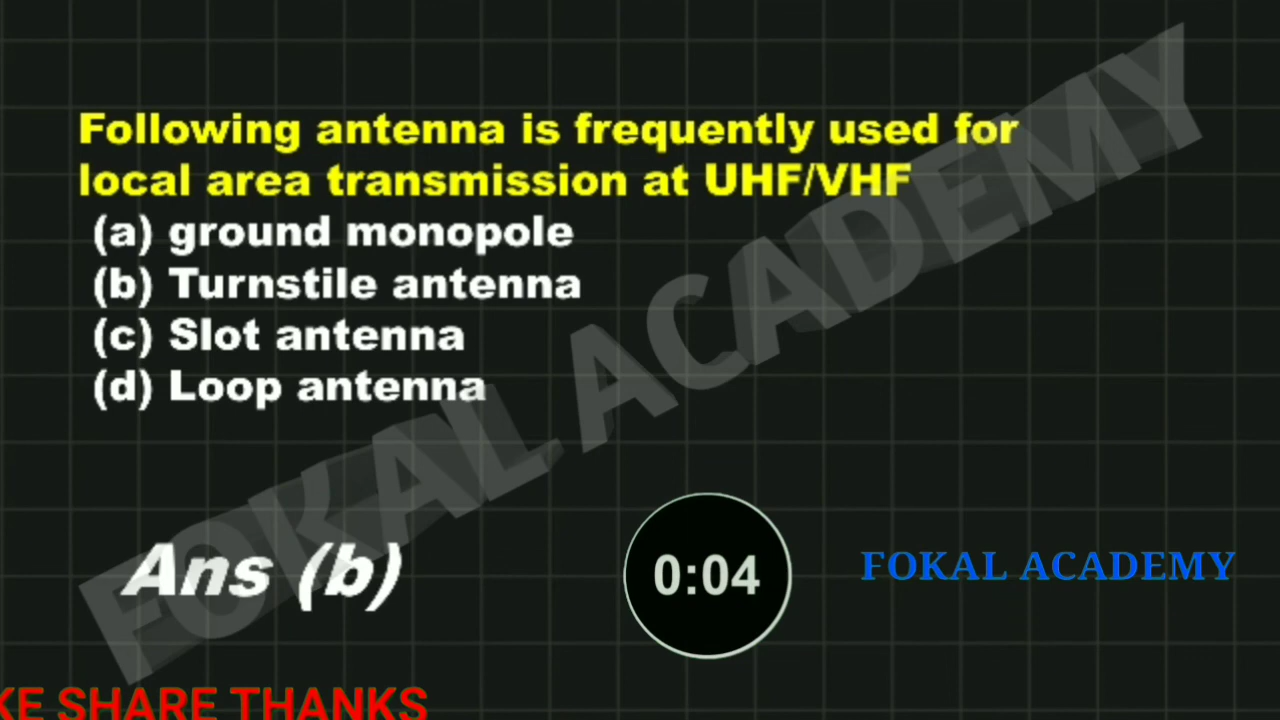 Following antenna is frequently used for
local area transmission at UHF/VHF
(a) ground monopole
(b) Turnstile antenna
(c) Slot antenna
(d) Loop antenna
FOKAL ACADEMY
Ans (b)
0:04
FOKAL ACADEMY
SHARE THANKS